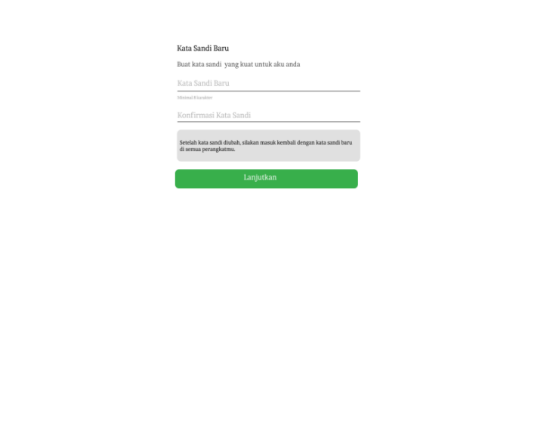 Kata Sandi Baru
Buat kata sandi yang kuat untuk aku anda
Kata Sandi Baru
Minimal 8 karakter
Konfirmasi Kata Sandi
Setelah kata sandi diubah, silakan masuk kembali dengan kata sandi baru
di semua perangkatmu.
Lanjutkan